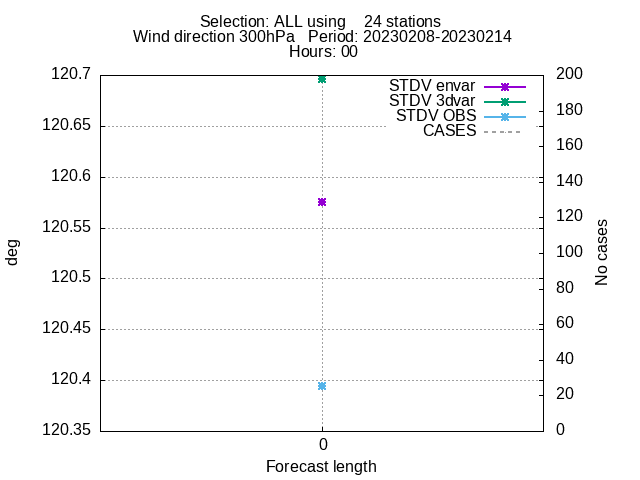 Selection: ALL using    24 stations
Wind direction 300hPa   Period: 20230208-20230214
Hours: 00
120.7
120.65
120.6
120.55
120.5
120.45
120.4
120.35
deg
STDV envar
STDV 3dvar
STDV OBS
CASES
200
180
160
140
120
100
80
60
40
20
0
No cases
0
Forecast length